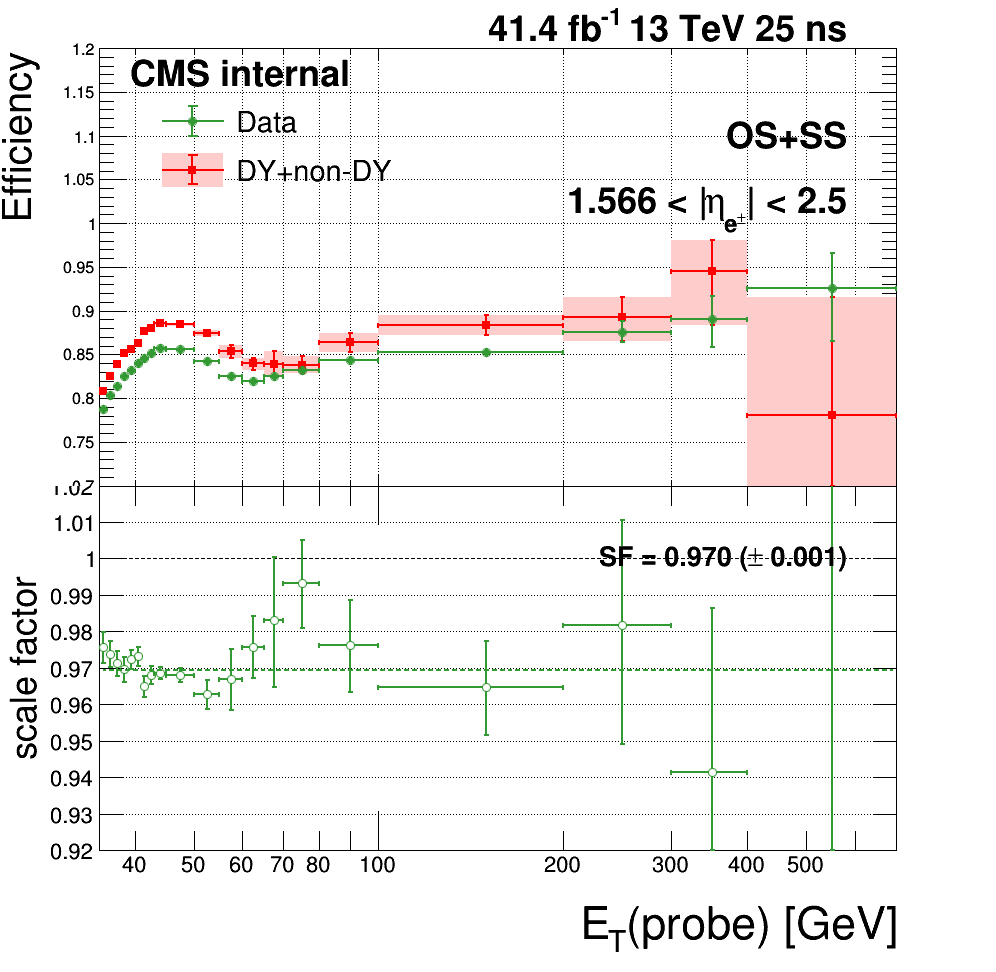 41.4 fb⁻¹ 13 TeV 25 ns
Efficiency
CMS internal
Data
DY+non-DY
OS+SS
1.566 < |η_e±| < 2.5
1.2
1.15
1.1
1.05
1
0.95
0.9
0.85
0.8
0.75
1.02
scale factor
SF = 0.970 (± 0.001)
1.01
1
0.99
0.98
0.97
0.96
0.95
0.94
0.93
0.92
40 50 60 70 80 100 200 300 400 500
E_T(probe) [GeV]